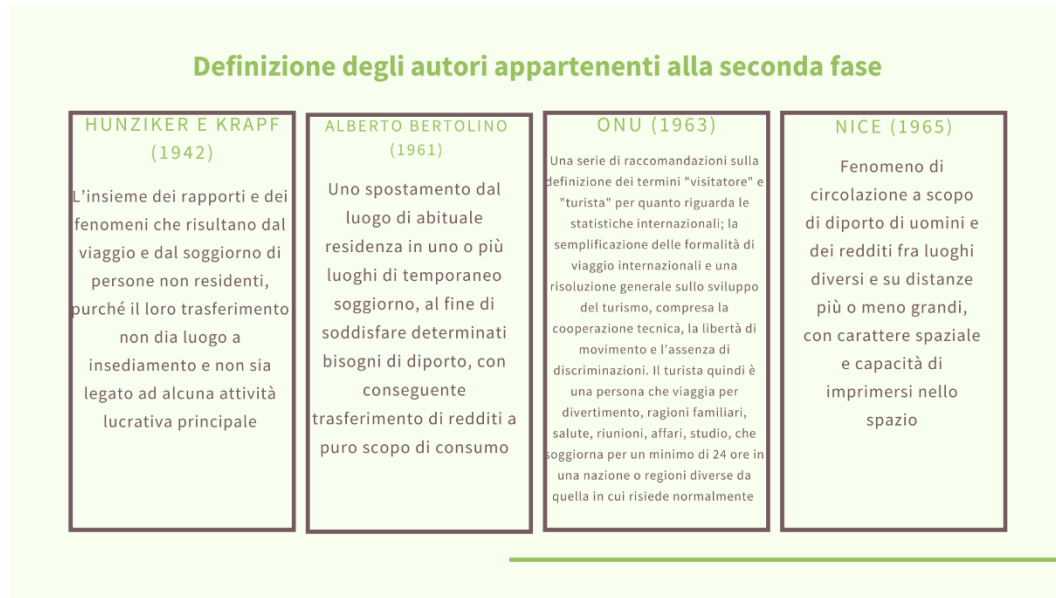 Definizione degli autori appartenenti alla seconda fase
HUNZIKER E KRAPF
(1942)
L'insieme dei rapporti e dei
fenomeni che risultano dal
viaggio e dal soggiorno di
persone non residenti,
purché il loro trasferimento
non dia luogo a
insediamento e non sia
legato ad alcuna attività
lucrativa principale
ALBERTO BERTOLINO
(1961)
Uno spostamento dal
luogo di abituale
residenza in uno o più
luoghi di temporaneo
soggiorno, al fine di
soddisfare determinati
bisogni di diporto, con
conseguente
trasferimento di redditi a
puro scopo di consumo
ONU (1963)
Una serie di raccomandazioni sulla
definizione dei termini "visitatore" e
"turista" per quanto riguarda le
statistiche internazionali; la
semplificazione delle formalità di
viaggio internazionali e una
risoluzione generale sullo sviluppo
del turismo, compresa la
cooperazione tecnica, la libertà di
movimento e l'assenza di
discriminazioni. Il turista quindi è
una persona che viaggia per
divertimento, ragioni familiari,
salute, riunioni, affari, studio, che
soggiorna per un minimo di 24 ore in
una nazione o regioni diverse da
quella in cui risiede normalmente
NICE (1965)
Fenomeno di
circolazione a scopo
di diporto di uomini e
dei redditi fra luoghi
diversi e su distanze
più o meno grandi,
con carattere spaziale
e capacità di
imprimersi nello
spazio